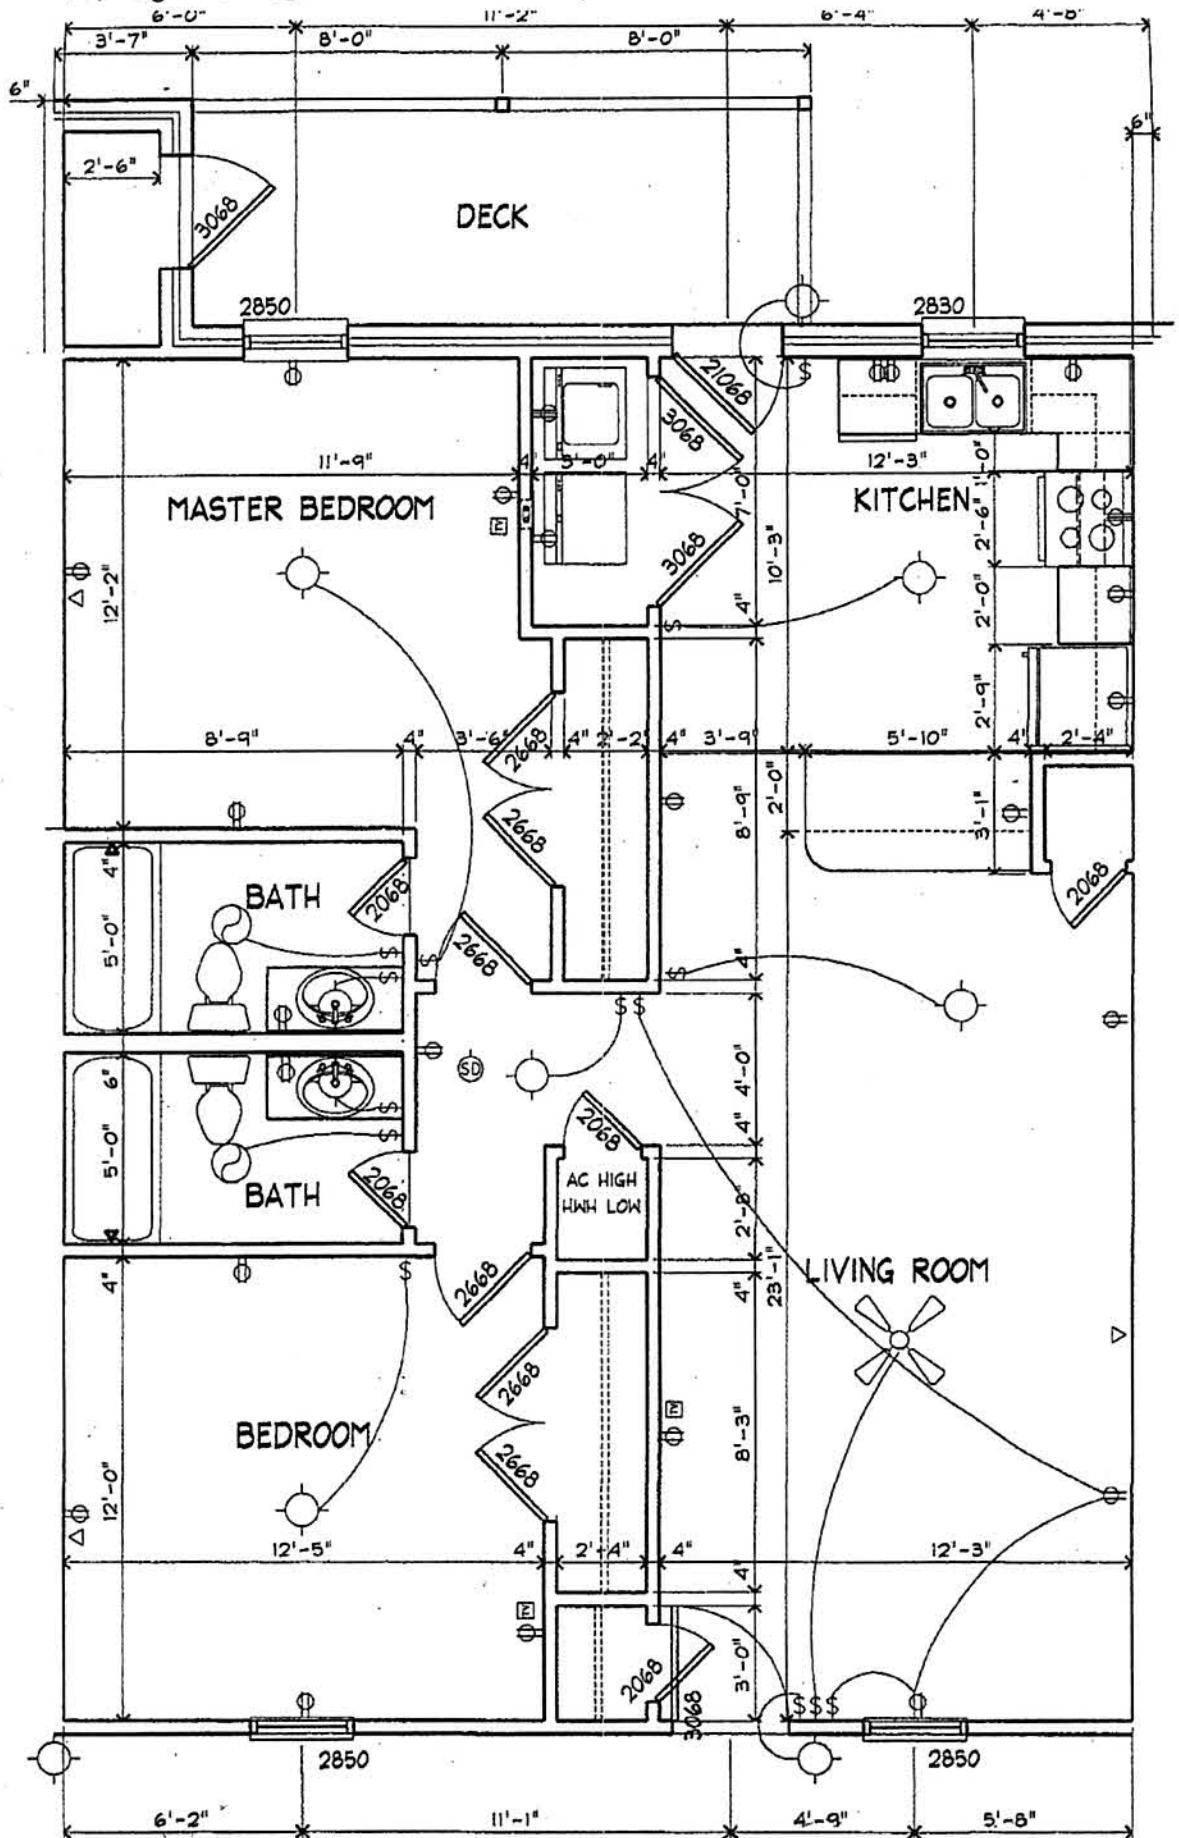 6'-0" 11'-2" 6'-4" 4'-8"
3'-7" 8'-0" 8'-0"
6" 6"
2'-6"
3068
DECK
2850 2830
21068
S
3068
11'-9" 4" 3'-0" 4" 12'-3" 1'-0"
MASTER BEDROOM
KITCHEN
7'-0"
2'-6"
3068
10'-3"
12'-2"
4"
2'-0"
S
2'-9"
8'-9" 4" 3'-6" 4" 2'-2" 4" 3'-9" 5'-10" 4" 2'-4"
2668
2'-0"
8'-9"
3'-1"
2668
4"
BATH
2068
2068
5'-0"
2668
S
S
S
4"
S
S S
4'-0"
SD
6"
S
S
2068
4"
5'-0"
2068
BATH
AC HIGH
HWH LOW
2'-8"
4"
S
2668
4"
23'-1"
LIVING ROOM
2668
BEDROOM
2668
8'-3"
12'-0"
12'-5" 4" 2'-4" 4" 12'-3"
4"
2068
3'-0"
3068
S S S
2850 2850
6'-2" 11'-1" 4'-9" 5'-8"